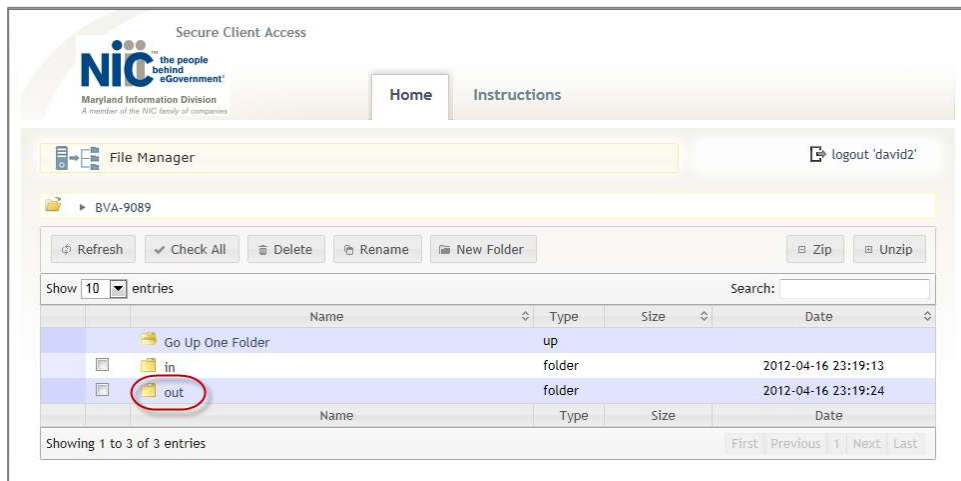 Secure Client Access
NIC™ the people
behind
eGovernment®
Maryland Information Division
A member of the NIC family of companies
Home Instructions
File Manager
logout 'david2'
BVA-9089
Refresh Check All Delete Rename New Folder Zip Unzip
Show 10 entries Search:
Name Type Size Date
Go Up One Folder up
in folder 2012-04-16 23:19:13
out folder 2012-04-16 23:19:24
Name Type Size Date
Showing 1 to 3 of 3 entries First Previous 1 Next Last